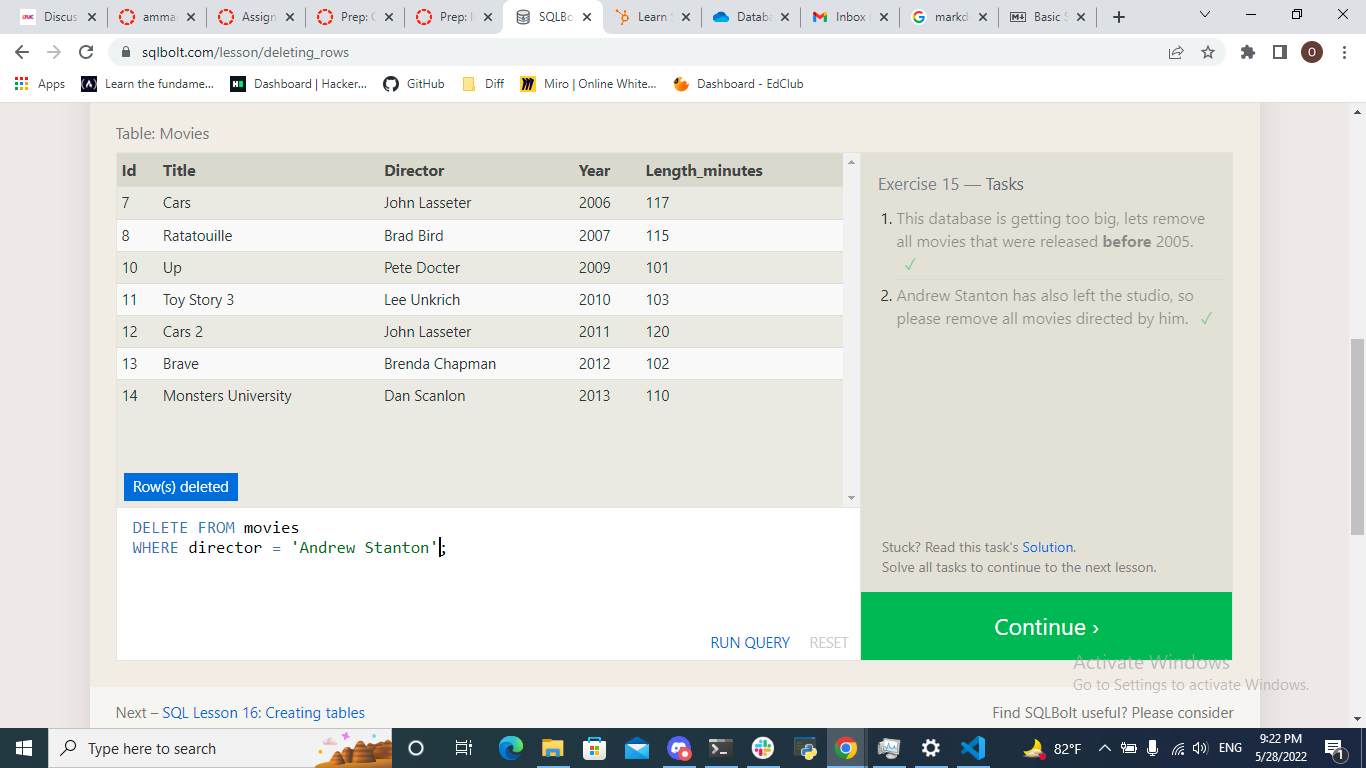 Discus
amma
Assign
Prep: 
Prep: 
SQLBo
Learn
Datab
Inbox
markd
Basic
sqlbolt.com/lesson/deleting_rows
O
Apps
Learn the fundame...
Dashboard | Hacker...
GitHub
Diff
Miro | Online White...
Dashboard - EdClub
Table: Movies
Id Title Director Year Length_minutes
7 Cars John Lasseter 2006 117
8 Ratatouille Brad Bird 2007 115
10 Up Pete Docter 2009 101
11 Toy Story 3 Lee Unkrich 2010 103
12 Cars 2 John Lasseter 2011 120
13 Brave Brenda Chapman 2012 102
14 Monsters University Dan Scanlon 2013 110
Row(s) deleted
DELETE FROM movies
WHERE director = 'Andrew Stanton';
RUN QUERY RESET
Exercise 15 — Tasks
1. This database is getting too big, lets remove
all movies that were released before 2005.
✓
2. Andrew Stanton has also left the studio, so
please remove all movies directed by him. ✓
Stuck? Read this task's Solution.
Solve all tasks to continue to the next lesson.
Continue ›
Activate Windows
Go to Settings to activate Windows.
Next – SQL Lesson 16: Creating tables
Find SQLBolt useful? Please consider
Type here to search
82°F
ENG
9:22 PM
5/28/2022
1